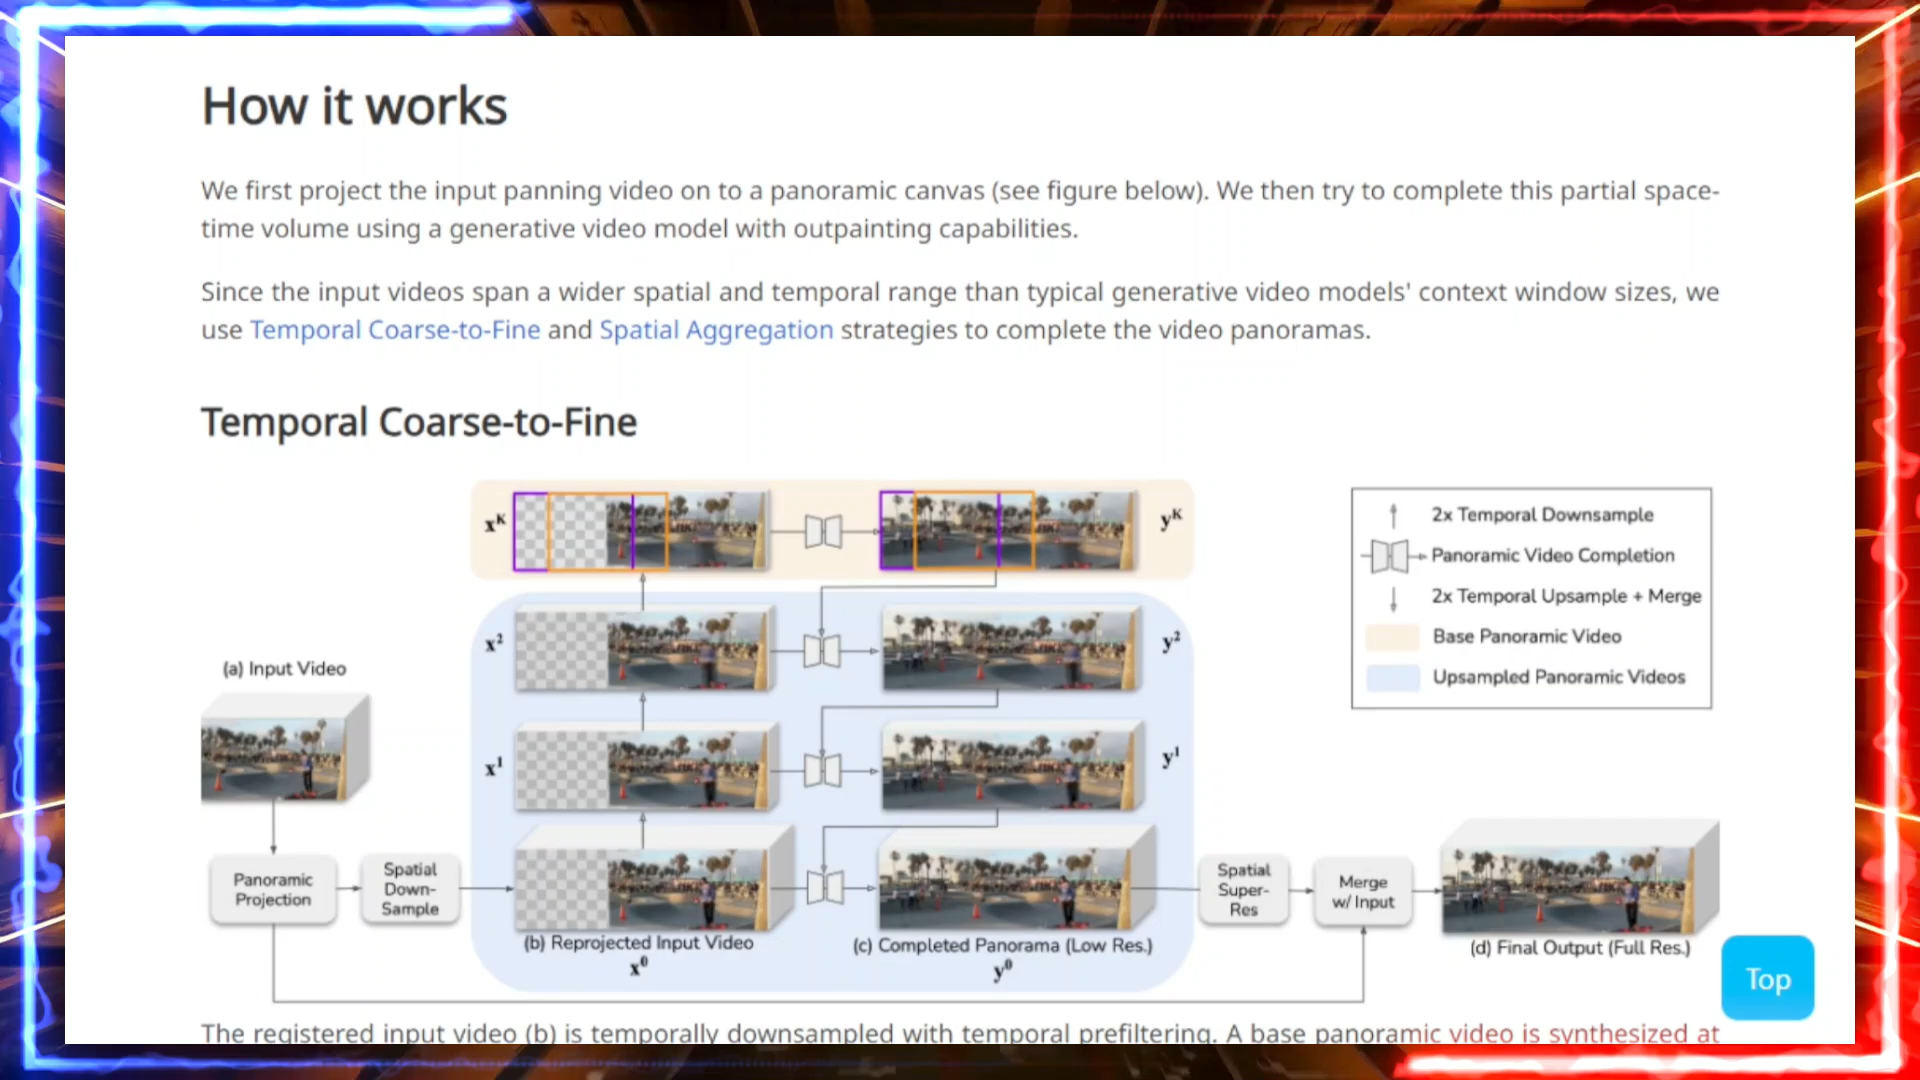 How it works
We first project the input panning video on to a panoramic canvas (see figure below). We then try to complete this partial space-
time volume using a generative video model with outpainting capabilities.
Since the input videos span a wider spatial and temporal range than typical generative video models' context window sizes, we
use Temporal Coarse-to-Fine and Spatial Aggregation strategies to complete the video panoramas.
Temporal Coarse-to-Fine
x^K
y^K
x²
y²
x¹
y¹
(a) Input Video
Panoramic
Projection
Spatial
Down-
Sample
(b) Reprojected Input Video
x⁰
(c) Completed Panorama (Low Res.)
y⁰
Spatial
Super-
Res
Merge
w/ Input
(d) Final Output (Full Res.)
2x Temporal Downsample
Panoramic Video Completion
2x Temporal Upsample + Merge
Base Panoramic Video
Upsampled Panoramic Videos
Top
The registered input video (b) is temporally downsampled with temporal prefiltering. A base panoramic video is synthesized at